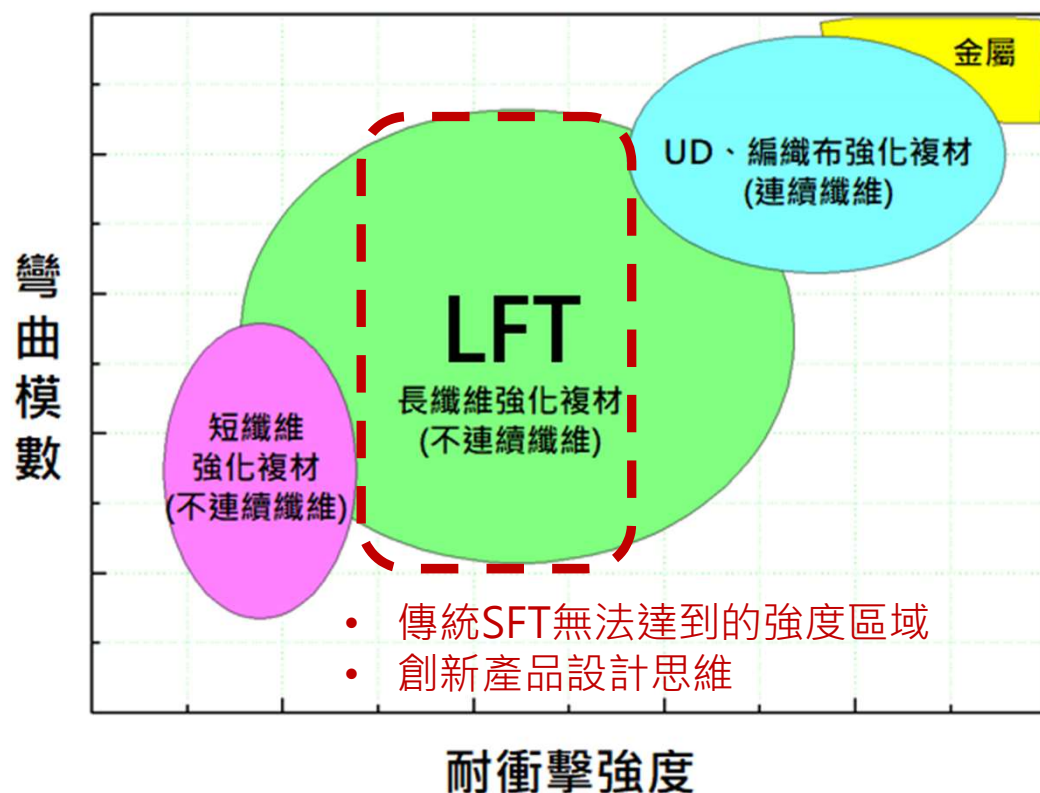 金屬
UD、編織布強化複材
(連續纖維)
彎曲模數
LFT
長纖維強化複材
(不連續纖維)
短纖維
強化複材
(不連續纖維)
• 傳統SFT無法達到的強度區域
• 創新產品設計思維
耐衝擊強度